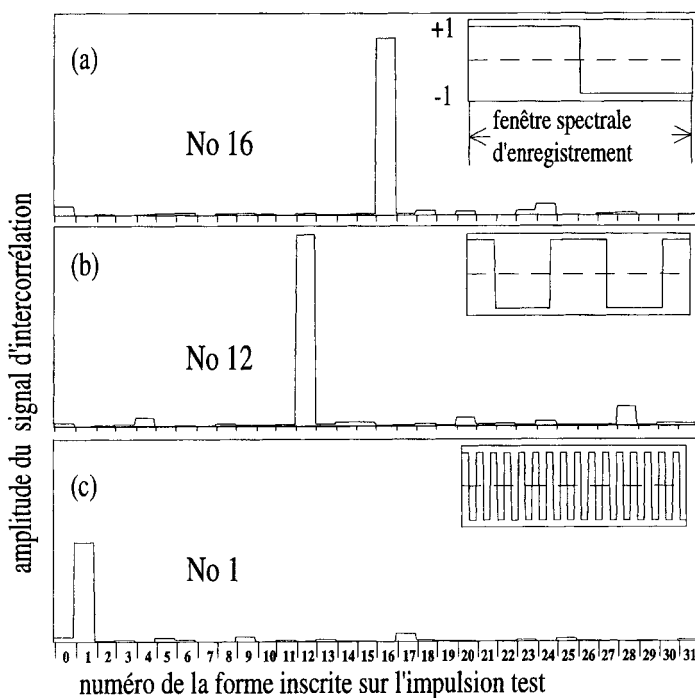 (a)
+1
-1
No 16
fenêtre spectrale
d'enregistrement
(b)
No 12
(c)
No 1
amplitude du signal d'intercorrélation
0 1 2 3 4 5 6 7 8 9 10 11 12 13 14 15 16 17 18 19 20 21 22 23 24 25 26 27 28 29 30 31
numéro de la forme inscrite sur l'impulsion test